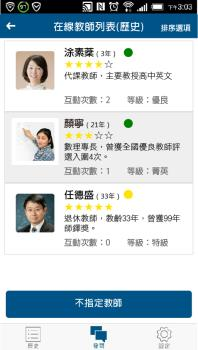 下午3:03
在線教師列表(歷史)
排序選項
涂素蘂 (3年)
★★★☆☆
代課教師，主要教授高中英文
互動次數：2 等級：優良
顏寧 (21年)
★★★★☆
數理專長，曾獲全國優良教師評
選入圍4次。
互動次數：1 等級：菁英
任德盛 (33年)
★★★★★
退休教師，教齡33年，曾獲99年
師鐸獎。
互動次數：0 等級：特級
不指定教師
歷史
發問
設定